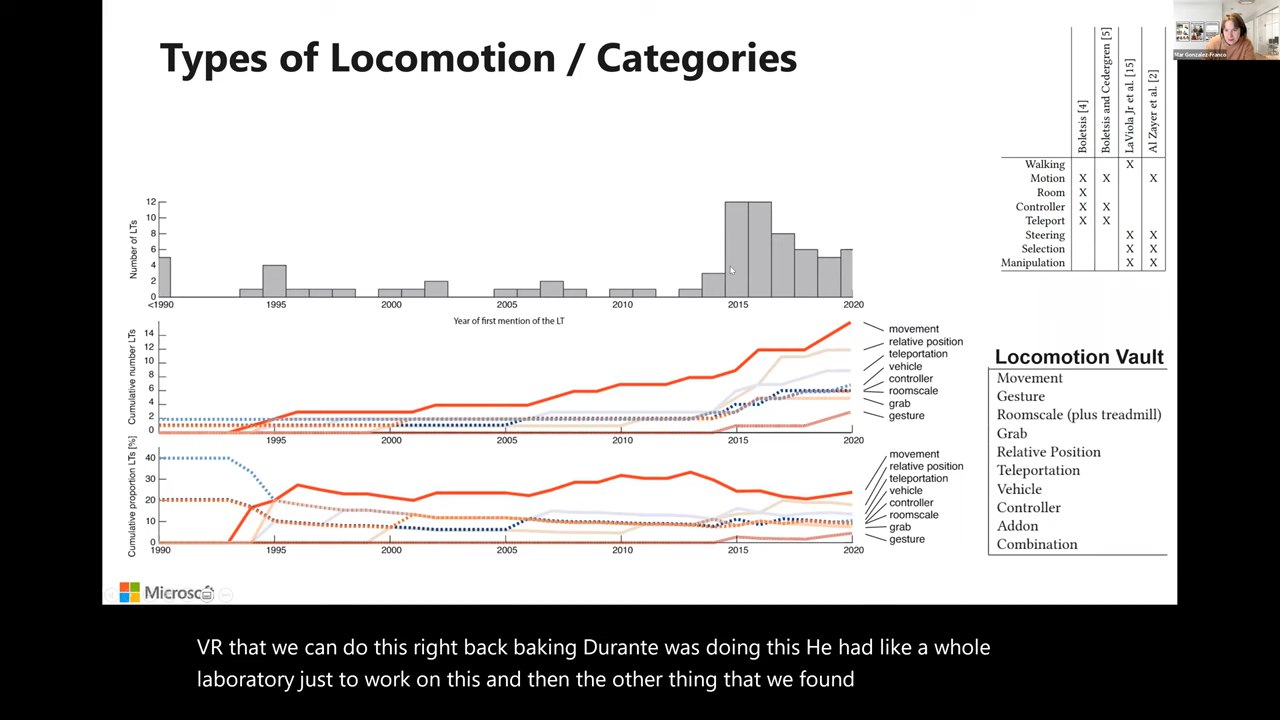 Types of Locomotion / Categories
Mar Gonzalez-Franco
Boletsis [4]
Boletsis and Cedergren [5]
LaViola Jr et al. [15]
Al Zayer et al. [2]
Walking X
Motion X X X
Room X
Controller X X
Teleport X X
Steering X X
Selection X X
Manipulation X X
Number of LTs
12
10
8
6
4
2
0
<1990 1995 2000 2005 2010 2015 2020
Year of first mention of the LT
Cumulative number LTs
14
12
10
8
6
4
2
0
1995 2000 2005 2010 2015 2020
movement
relative position
teleportation
vehicle
controller
roomscale
grab
gesture
Cumulative proportion LTs [%]
40
30
20
10
0
1990 1995 2000 2005 2010 2015 2020
movement
relative position
teleportation
vehicle
controller
roomscale
grab
gesture
Locomotion Vault
Movement
Gesture
Roomscale (plus treadmill)
Grab
Relative Position
Teleportation
Vehicle
Controller
Addon
Combination
Microsc
VR that we can do this right back baking Durante was doing this He had like a whole
laboratory just to work on this and then the other thing that we found